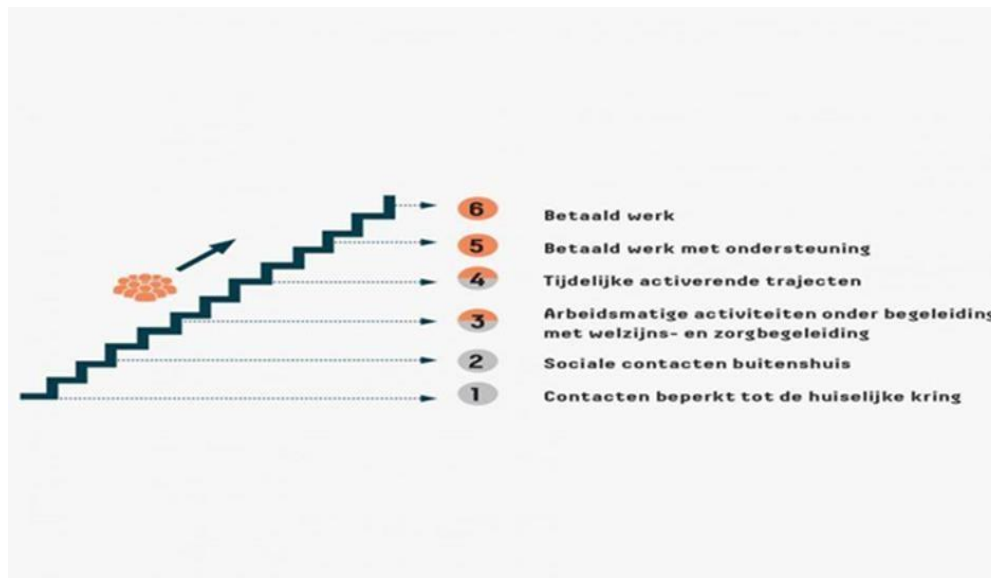 6 Betaald werk
5 Betaald werk met ondersteuning
4 Tijdelijke activerende trajecten
3 Arbeidsmatige activiteiten onder begeleiding
met welzijns- en zorgbegeleiding
2 Sociale contacten buitenshuis
1 Contacten beperkt tot de huiselijke kring